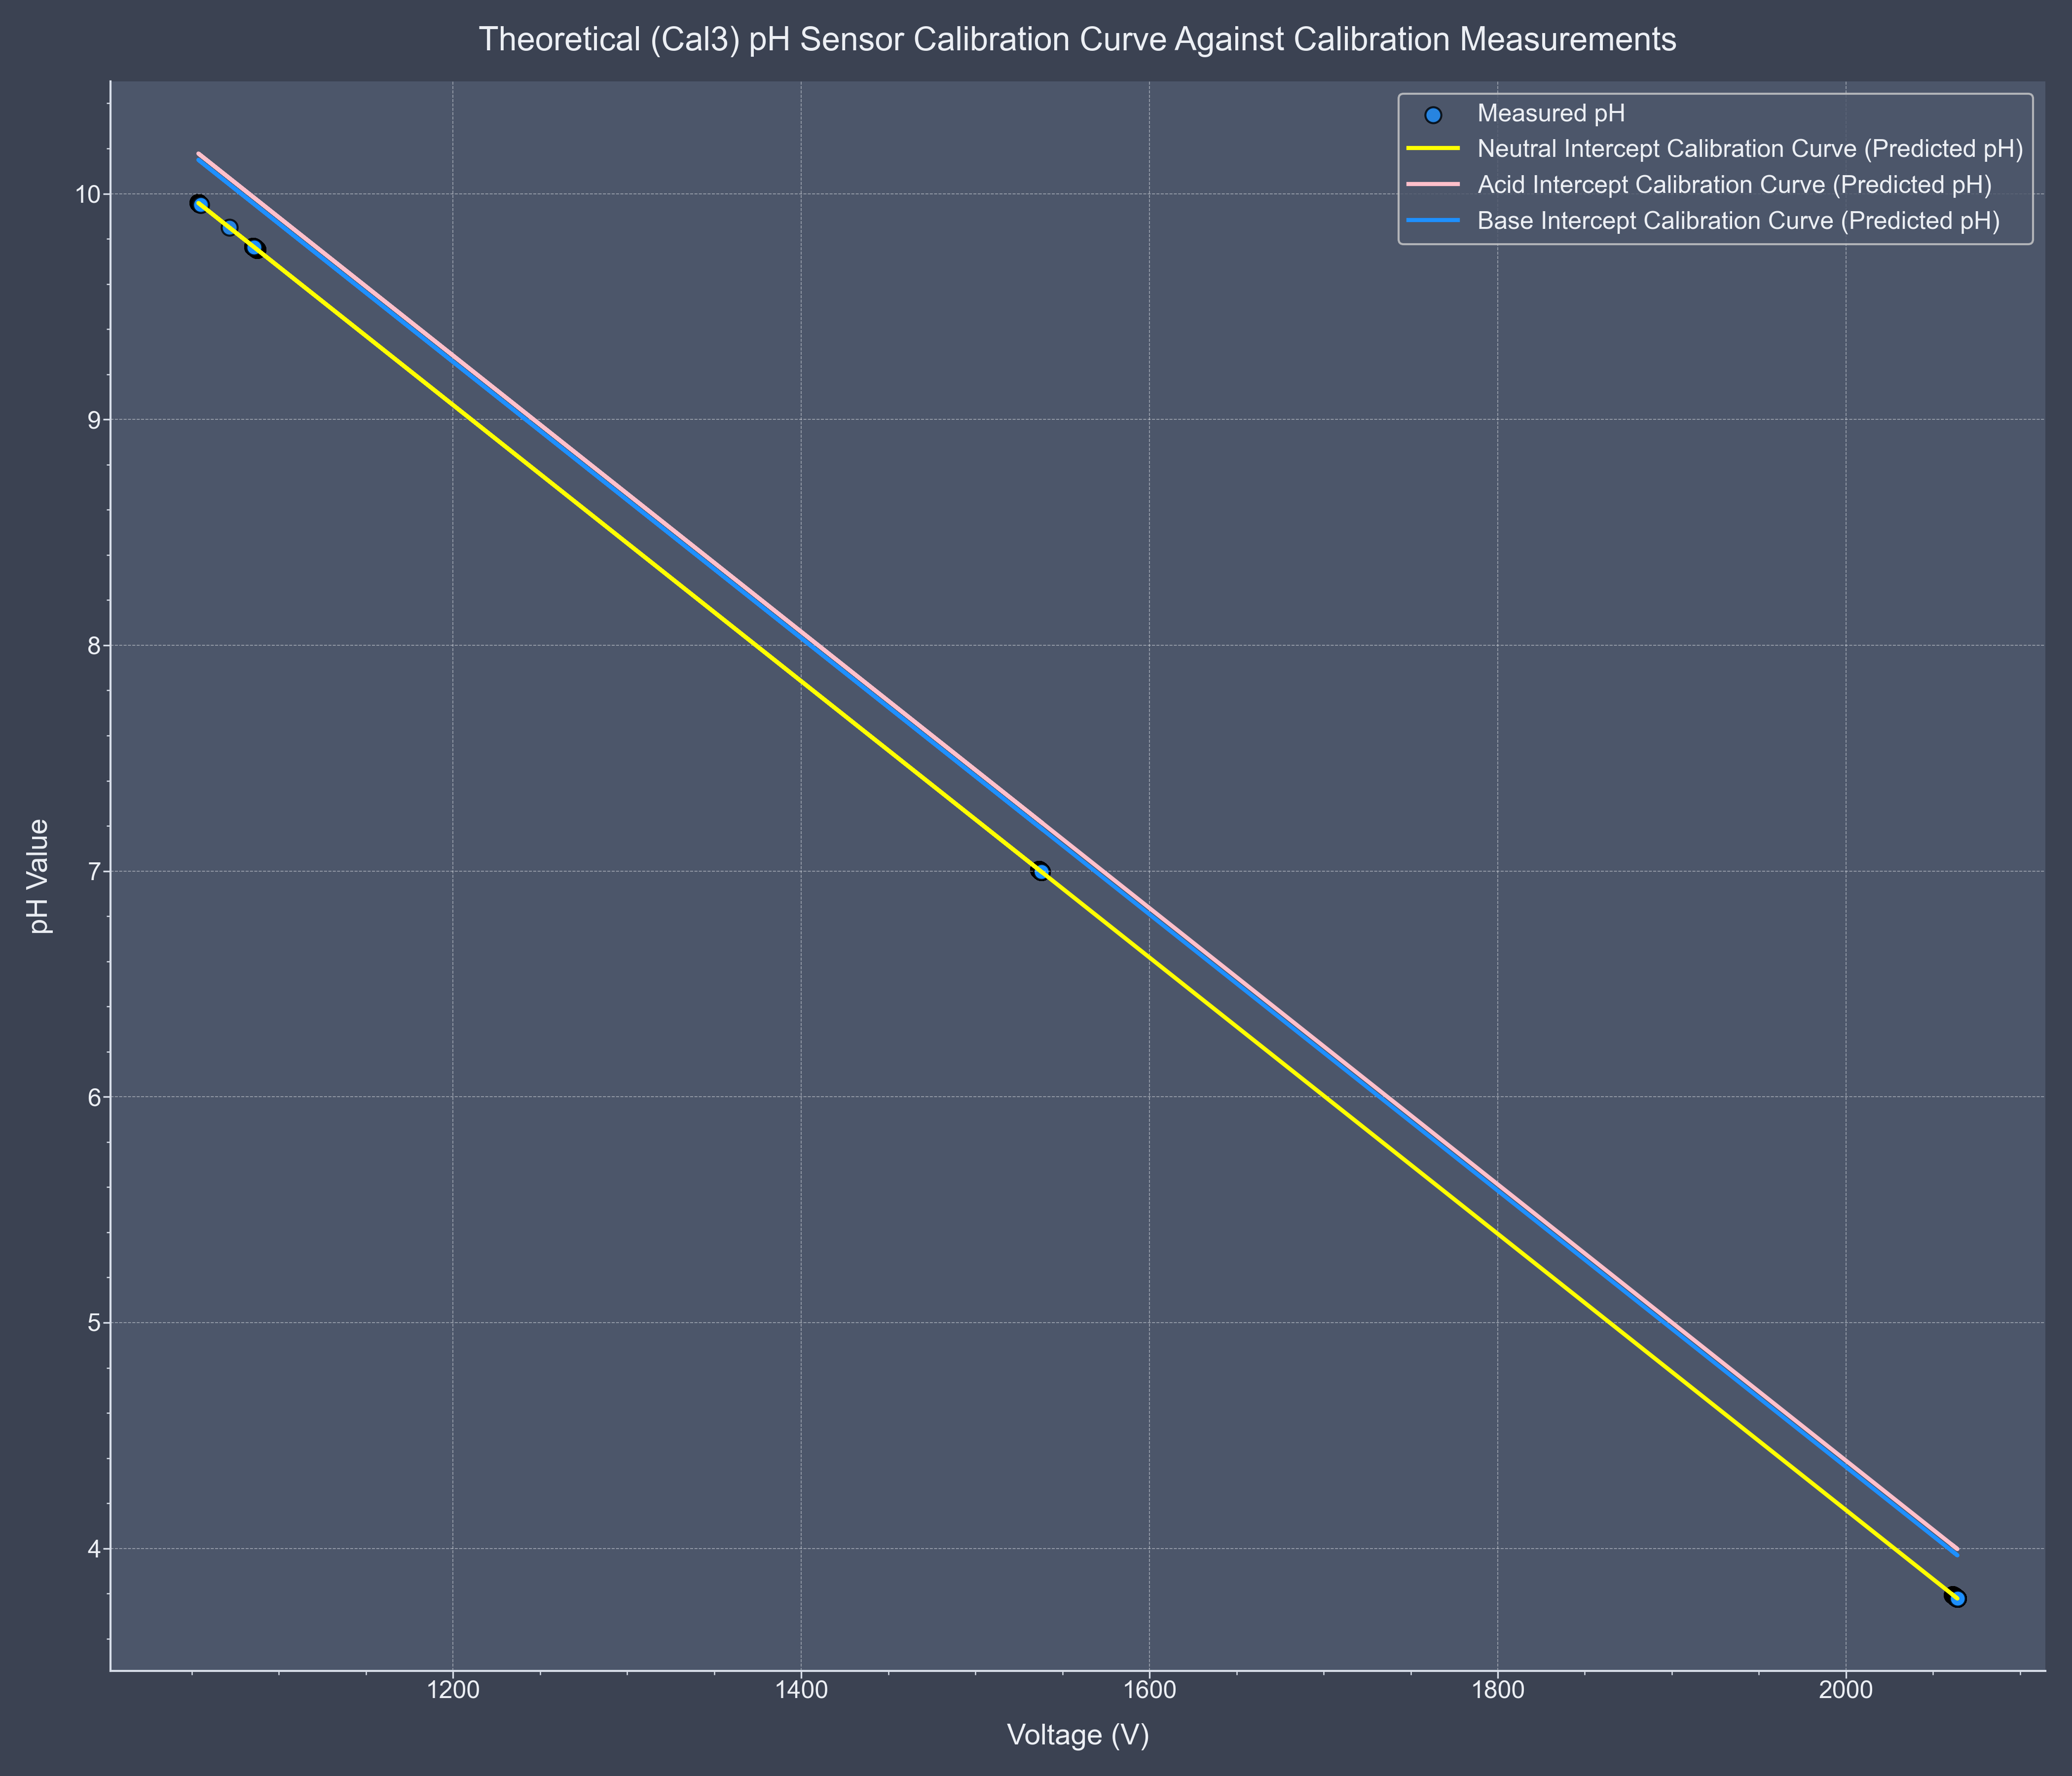 Theoretical (Cal3) pH Sensor Calibration Curve Against Calibration Measurements
Measured pH
Neutral Intercept Calibration Curve (Predicted pH)
Acid Intercept Calibration Curve (Predicted pH)
Base Intercept Calibration Curve (Predicted pH)
10
9
8
7
6
5
4
pH Value
1200 1400 1600 1800 2000
Voltage (V)